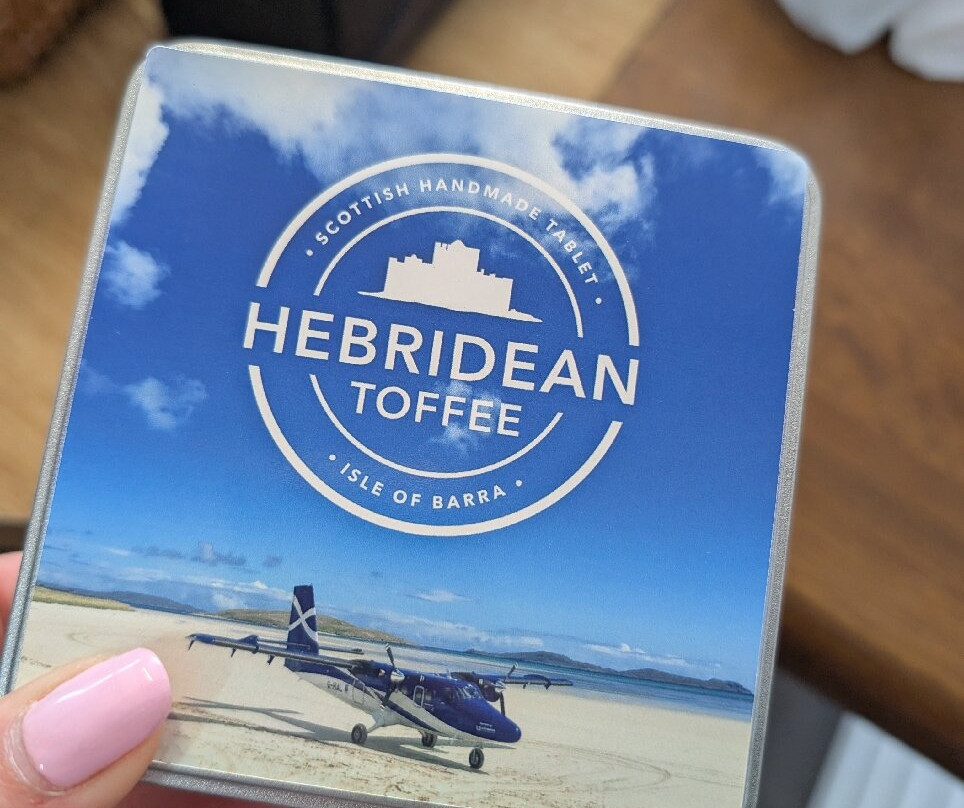 • SCOTTISH HANDMADE TABLET •
HEBRIDEAN
TOFFEE
• ISLE OF BARRA •